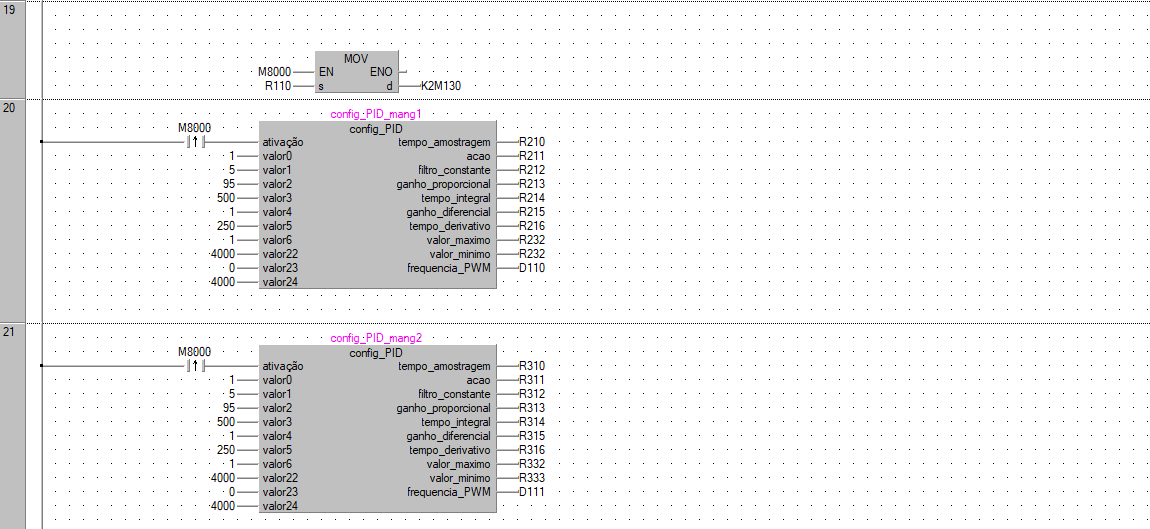 19
MOV
M8000 EN ENO
R110 s d K2M130
20
config_PID_mang1
M8000 config_PID
ativação tempo_amostragem R210
1 valor0 acao R211
5 valor1 filtro_constante R212
95 valor2 ganho_proporcional R213
500 valor3 tempo_integral R214
1 valor4 ganho_diferencial R215
250 valor5 tempo_derivativo R216
1 valor6 valor_maximo R232
4000 valor22 valor_minimo R232
0 valor23 frequencia_PWM D110
4000 valor24
21
config_PID_mang2
M8000 config_PID
ativação tempo_amostragem R310
1 valor0 acao R311
5 valor1 filtro_constante R312
95 valor2 ganho_proporcional R313
500 valor3 tempo_integral R314
1 valor4 ganho_diferencial R315
250 valor5 tempo_derivativo R316
1 valor6 valor_maximo R332
4000 valor22 valor_minimo R333
0 valor23 frequencia_PWM D111
4000 valor24